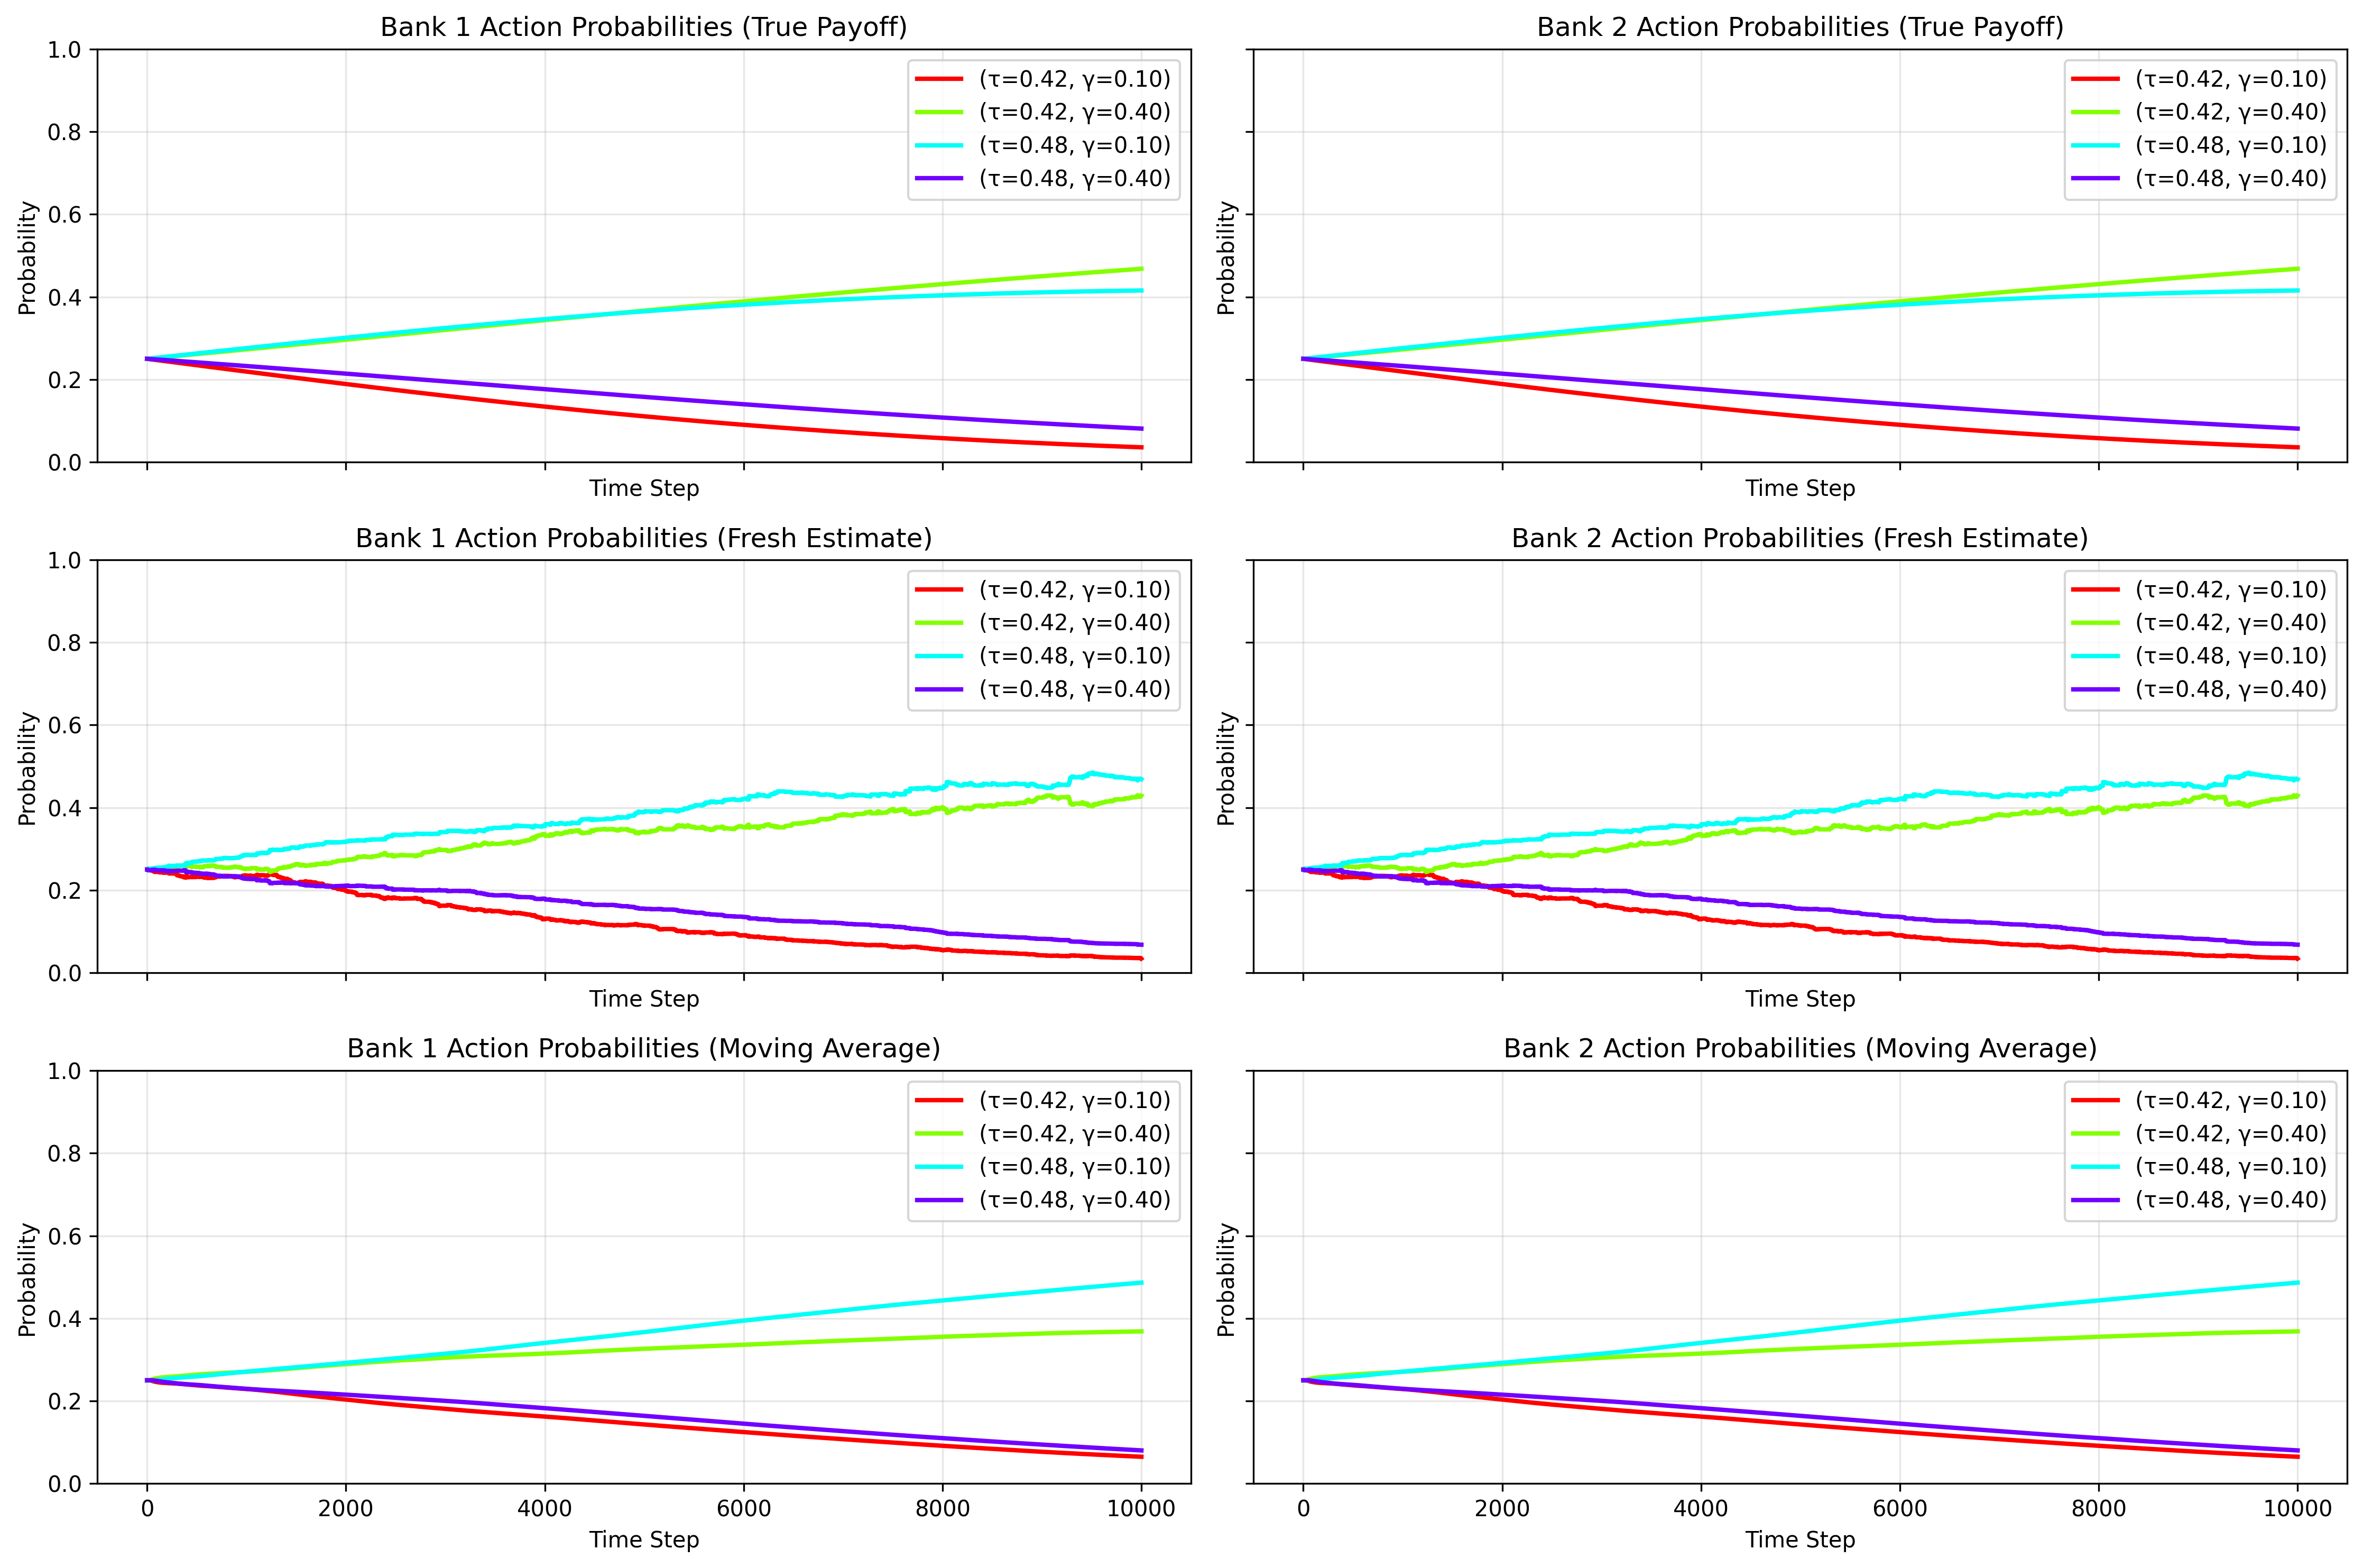 Bank 1 Action Probabilities (True Payoff)
1.0
0.8
0.6
0.4
0.2
0.0
Probability
Time Step
(τ=0.42, γ=0.10)
(τ=0.42, γ=0.40)
(τ=0.48, γ=0.10)
(τ=0.48, γ=0.40)
Bank 2 Action Probabilities (True Payoff)
Probability
Time Step
(τ=0.42, γ=0.10)
(τ=0.42, γ=0.40)
(τ=0.48, γ=0.10)
(τ=0.48, γ=0.40)
Bank 1 Action Probabilities (Fresh Estimate)
1.0
0.8
0.6
0.4
0.2
0.0
Probability
Time Step
(τ=0.42, γ=0.10)
(τ=0.42, γ=0.40)
(τ=0.48, γ=0.10)
(τ=0.48, γ=0.40)
Bank 2 Action Probabilities (Fresh Estimate)
Probability
Time Step
(τ=0.42, γ=0.10)
(τ=0.42, γ=0.40)
(τ=0.48, γ=0.10)
(τ=0.48, γ=0.40)
Bank 1 Action Probabilities (Moving Average)
1.0
0.8
0.6
0.4
0.2
0.0
Probability
0 2000 4000 6000 8000 10000
Time Step
(τ=0.42, γ=0.10)
(τ=0.42, γ=0.40)
(τ=0.48, γ=0.10)
(τ=0.48, γ=0.40)
Bank 2 Action Probabilities (Moving Average)
Probability
0 2000 4000 6000 8000 10000
Time Step
(τ=0.42, γ=0.10)
(τ=0.42, γ=0.40)
(τ=0.48, γ=0.10)
(τ=0.48, γ=0.40)